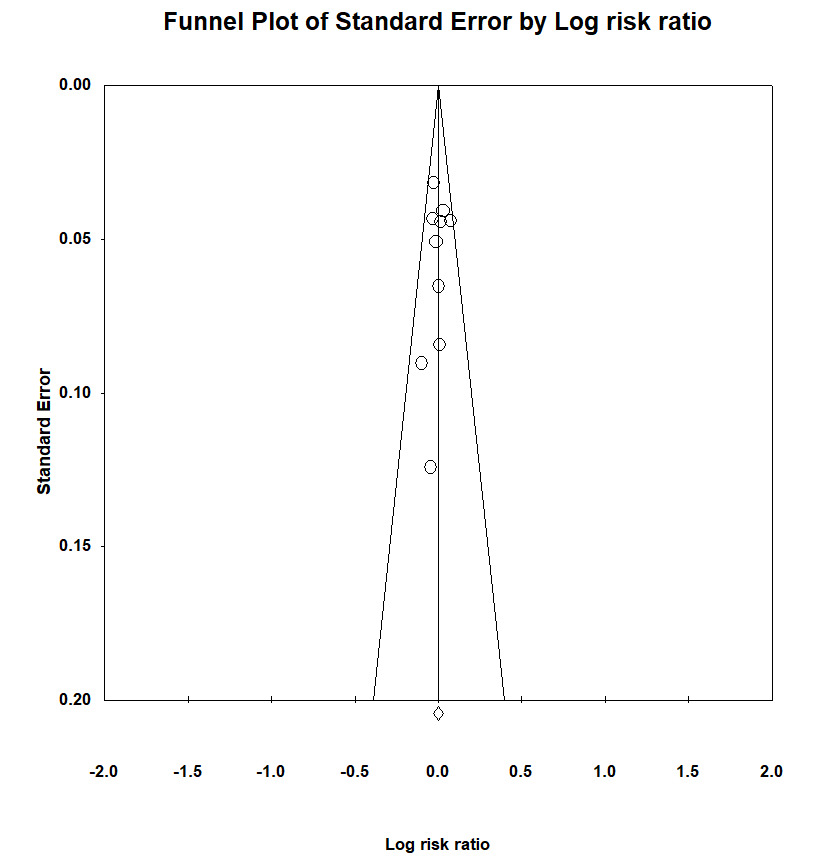 Funnel Plot of Standard Error by Log risk ratio
0.00
0.05
0.10
0.15
0.20
Standard Error
-2.0 -1.5 -1.0 -0.5 0.0 0.5 1.0 1.5 2.0
Log risk ratio